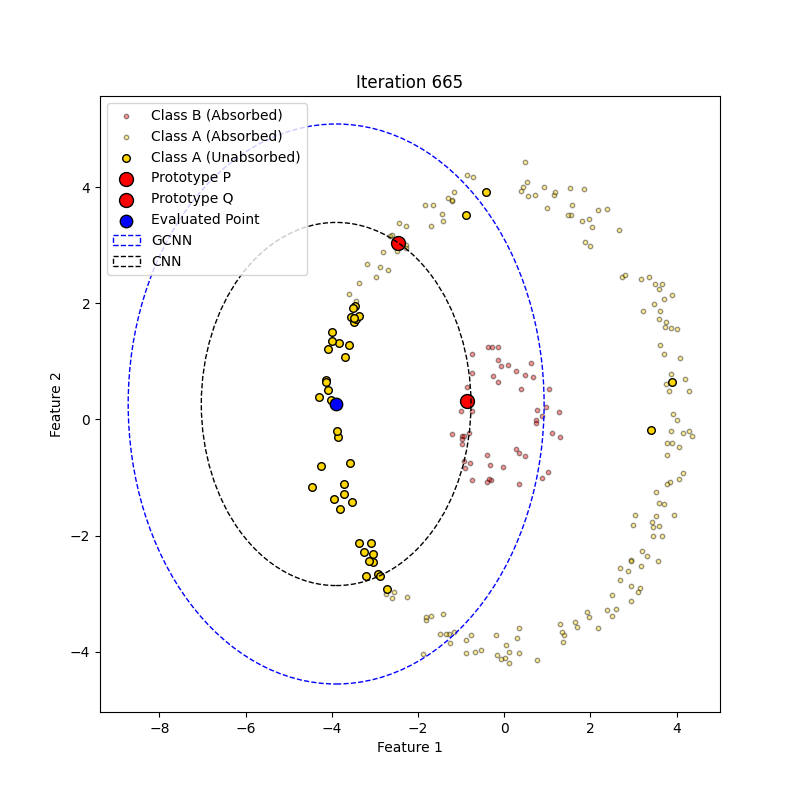 Iteration 665
Class B (Absorbed)
Class A (Absorbed)
Class A (Unabsorbed)
Prototype P
Prototype Q
Evaluated Point
GCNN
CNN
Feature 2
4
2
0
−2
−4
−8
−6
−4
−2
0
2
4
Feature 1